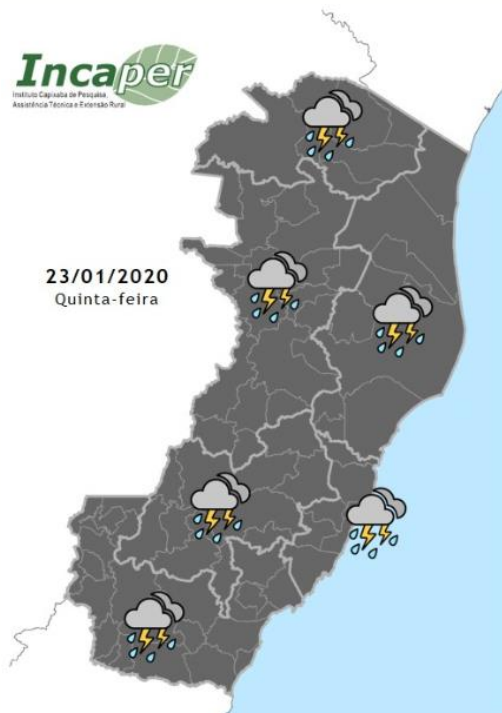 Incaper
Instituto Capixaba de Pesquisa,
Assistência Técnica e Extensão Rural
23/01/2020
Quinta-feira